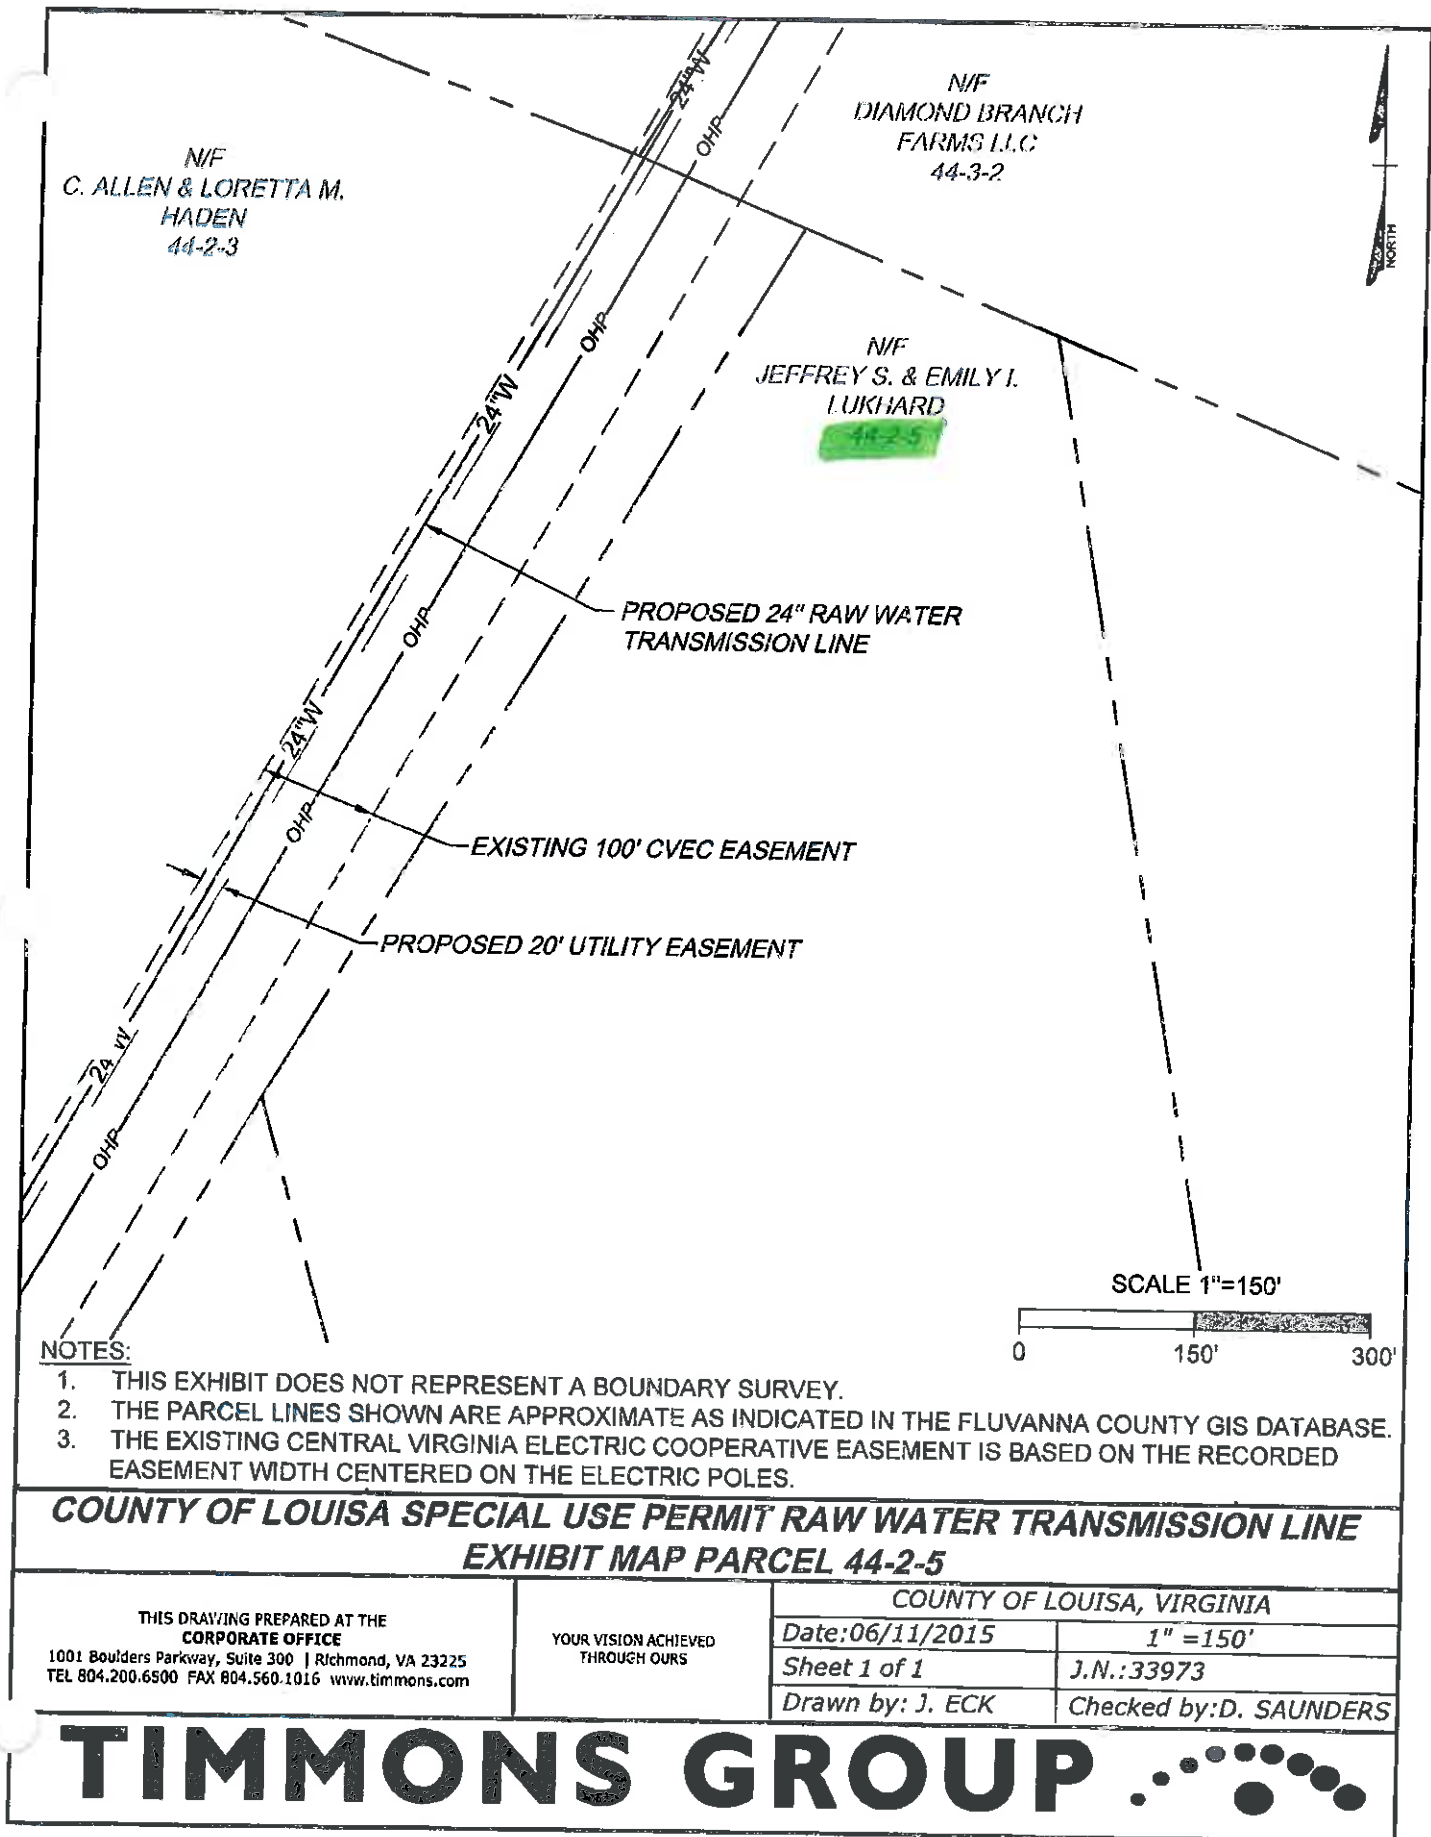 N/F
C. ALLEN & LORETTA M.
HADEN
44-2-3
N/F
DIAMOND BRANCH
FARMS LLC
44-3-2
NORTH
N/F
JEFFREY S. & EMILY I.
LUKHARD
44-2-5
24"W
OHP
OHP
24"W
PROPOSED 24" RAW WATER
TRANSMISSION LINE
OHP
24"W
OHP
EXISTING 100' CVEC EASEMENT
PROPOSED 20' UTILITY EASEMENT
24 W
OHP
SCALE 1"=150'
0 150' 300'
NOTES:
1. THIS EXHIBIT DOES NOT REPRESENT A BOUNDARY SURVEY.
2. THE PARCEL LINES SHOWN ARE APPROXIMATE AS INDICATED IN THE FLUVANNA COUNTY GIS DATABASE.
3. THE EXISTING CENTRAL VIRGINIA ELECTRIC COOPERATIVE EASEMENT IS BASED ON THE RECORDED
EASEMENT WIDTH CENTERED ON THE ELECTRIC POLES.
COUNTY OF LOUISA SPECIAL USE PERMIT RAW WATER TRANSMISSION LINE
EXHIBIT MAP PARCEL 44-2-5
THIS DRAWING PREPARED AT THE
CORPORATE OFFICE
1001 Boulders Parkway, Suite 300 | Richmond, VA 23225
TEL 804.200.6500 FAX 804.560.1016 www.timmons.com
YOUR VISION ACHIEVED
THROUGH OURS
COUNTY OF LOUISA, VIRGINIA
Date:06/11/2015
1" =150'
Sheet 1 of 1
J.N.:33973
Drawn by: J. ECK
Checked by:D. SAUNDERS
TIMMONS GROUP